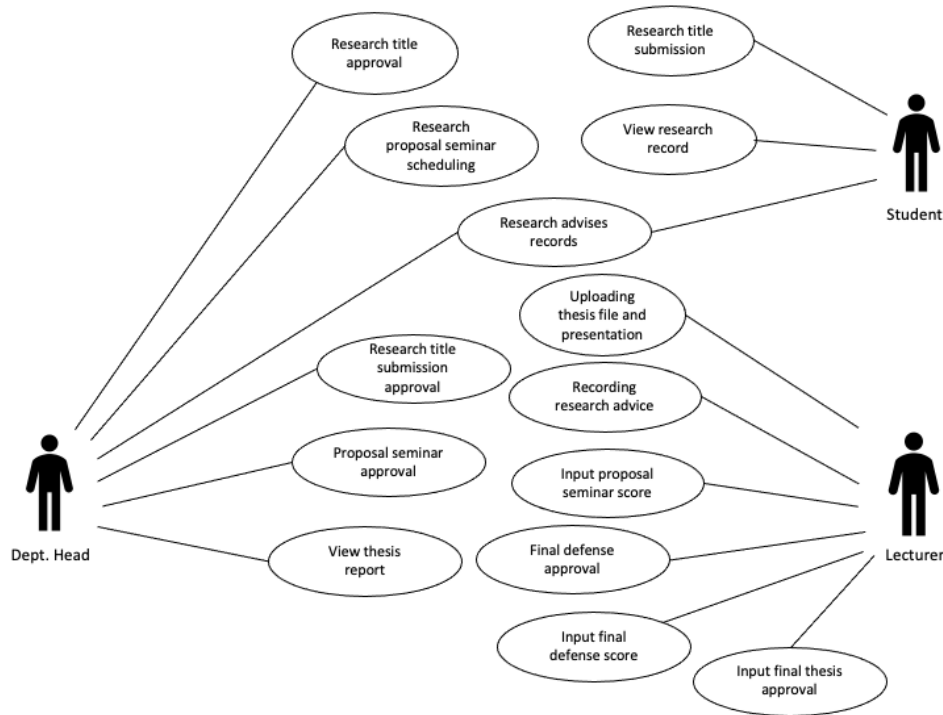 Research title
approval
Research title
submission
Research
proposal seminar
scheduling
View research
record
Student
Research advises
records
Uploading
thesis file and
presentation
Research title
submission
approval
Recording
research advice
Proposal seminar
approval
Input proposal
seminar score
Dept. Head
View thesis
report
Final defense
approval
Lecturer
Input final
defense score
Input final thesis
approval